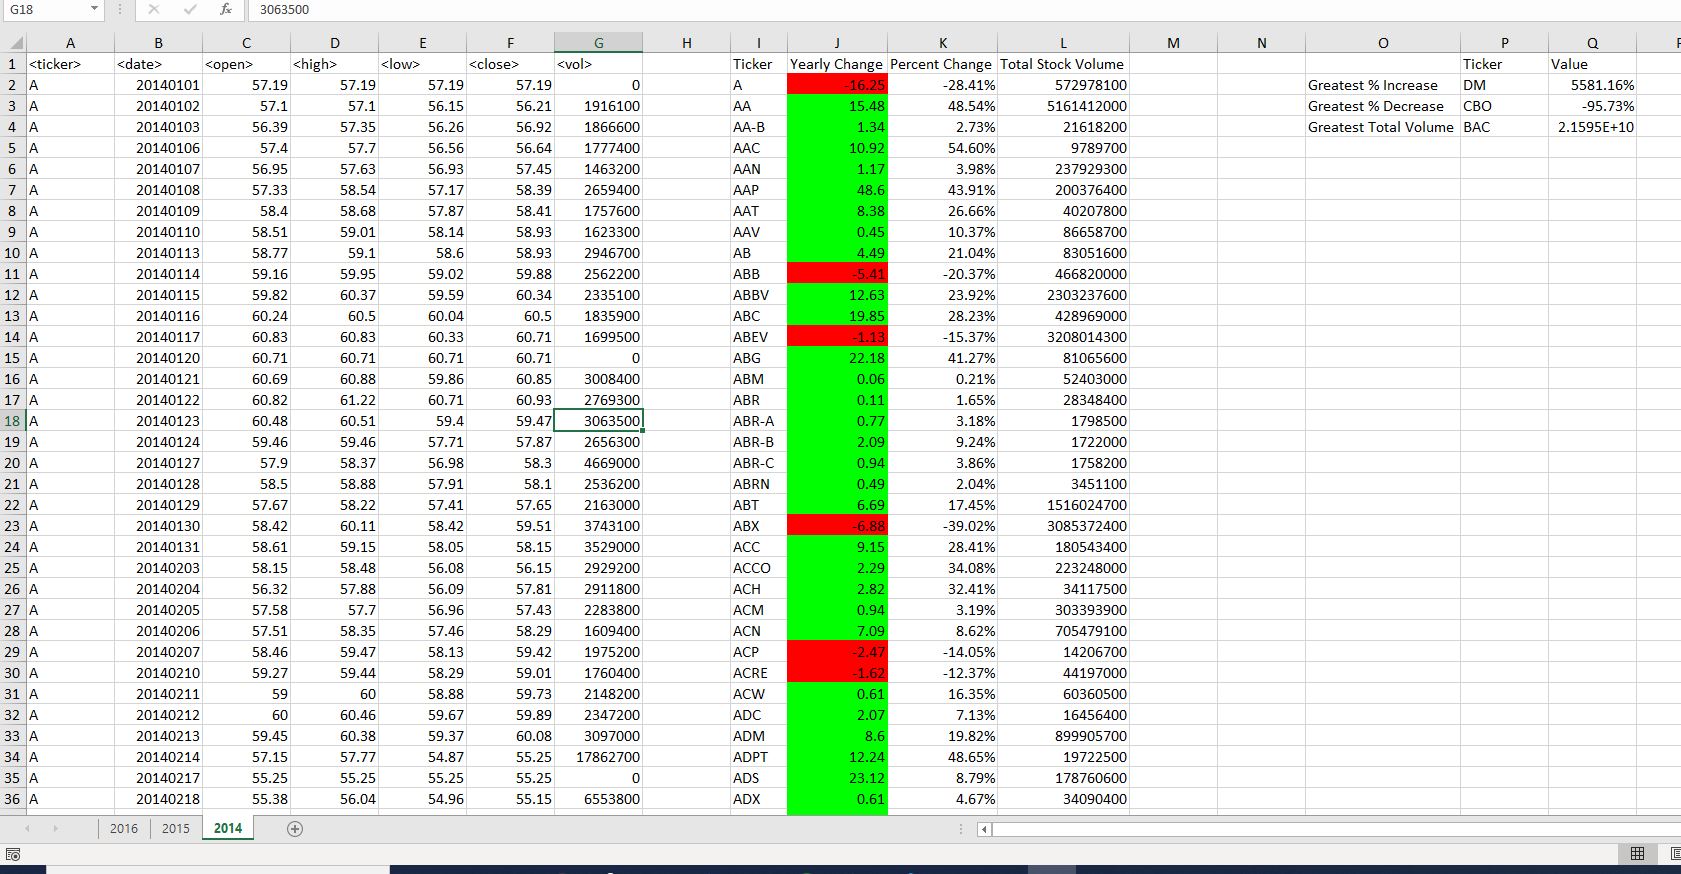 G18 fx 3063500
A B C D E F G H I J K L M N O P Q
1 <ticker> <date> <open> <high> <low> <close> <vol> Ticker Yearly Change Percent Change Total Stock Volume Ticker Value
2 A 20140101 57.19 57.19 57.19 57.19 0 A -16.25 -28.41% 572978100 Greatest % Increase DM 5581.16%
3 A 20140102 57.1 57.1 56.15 56.21 1916100 AA 15.48 48.54% 5161412000 Greatest % Decrease CBO -95.73%
4 A 20140103 56.39 57.35 56.26 56.92 1866600 AA-B 1.34 2.73% 21618200 Greatest Total Volume BAC 2.1595E+10
5 A 20140106 57.4 57.7 56.56 56.64 1777400 AAC 10.92 54.60% 9789700
6 A 20140107 56.95 57.63 56.93 57.45 1463200 AAN 1.17 3.98% 237929300
7 A 20140108 57.33 58.54 57.17 58.39 2659400 AAP 48.6 43.91% 200376400
8 A 20140109 58.4 58.68 57.87 58.41 1757600 AAT 8.38 26.66% 40207800
9 A 20140110 58.51 59.01 58.14 58.93 1623300 AAV 0.45 10.37% 86658700
10 A 20140113 58.77 59.1 58.6 58.93 2946700 AB 4.49 21.04% 83051600
11 A 20140114 59.16 59.95 59.02 59.88 2562200 ABB -5.41 -20.37% 466820000
12 A 20140115 59.82 60.37 59.59 60.34 2335100 ABBV 12.63 23.92% 2303237600
13 A 20140116 60.24 60.5 60.04 60.5 1835900 ABC 19.85 28.23% 428969000
14 A 20140117 60.83 60.83 60.33 60.71 1699500 ABEV -1.13 -15.37% 3208014300
15 A 20140120 60.71 60.71 60.71 60.71 0 ABG 22.18 41.27% 81065600
16 A 20140121 60.69 60.88 59.86 60.85 3008400 ABM 0.06 0.21% 52403000
17 A 20140122 60.82 61.22 60.71 60.93 2769300 ABR 0.11 1.65% 28348400
18 A 20140123 60.48 60.51 59.4 59.47 3063500 ABR-A 0.77 3.18% 1798500
19 A 20140124 59.46 59.46 57.71 57.87 2656300 ABR-B 2.09 9.24% 1722000
20 A 20140127 57.9 58.37 56.98 58.3 4669000 ABR-C 0.94 3.86% 1758200
21 A 20140128 58.5 58.88 57.91 58.1 2536200 ABRN 0.49 2.04% 3451100
22 A 20140129 57.67 58.22 57.41 57.65 2163000 ABT 6.69 17.45% 1516024700
23 A 20140130 58.42 60.11 58.42 59.51 3743100 ABX -6.88 -39.02% 3085372400
24 A 20140131 58.61 59.15 58.05 58.15 3529000 ACC 9.15 28.41% 180543400
25 A 20140203 58.15 58.48 56.08 56.15 2929200 ACCO 2.29 34.08% 223248000
26 A 20140204 56.32 57.88 56.09 57.81 2911800 ACH 2.82 32.41% 34117500
27 A 20140205 57.58 57.7 56.96 57.43 2283800 ACM 0.94 3.19% 303393900
28 A 20140206 57.51 58.35 57.46 58.29 1609400 ACN 7.09 8.62% 705479100
29 A 20140207 58.46 59.47 58.13 59.42 1975200 ACP -2.47 -14.05% 14206700
30 A 20140210 59.27 59.44 58.29 59.01 1760400 ACRE -1.62 -12.37% 44197000
31 A 20140211 59 60 58.88 59.73 2148200 ACW 0.61 16.35% 60360500
32 A 20140212 60 60.46 59.67 59.89 2347200 ADC 2.07 7.13% 16456400
33 A 20140213 59.45 60.38 59.37 60.08 3097000 ADM 8.6 19.82% 899905700
34 A 20140214 57.15 57.77 54.87 55.25 17862700 ADPT 12.24 48.65% 19722500
35 A 20140217 55.25 55.25 55.25 55.25 0 ADS 23.12 8.79% 178760600
36 A 20140218 55.38 56.04 54.96 55.15 6553800 ADX 0.61 4.67% 34090400
2016 2015 2014